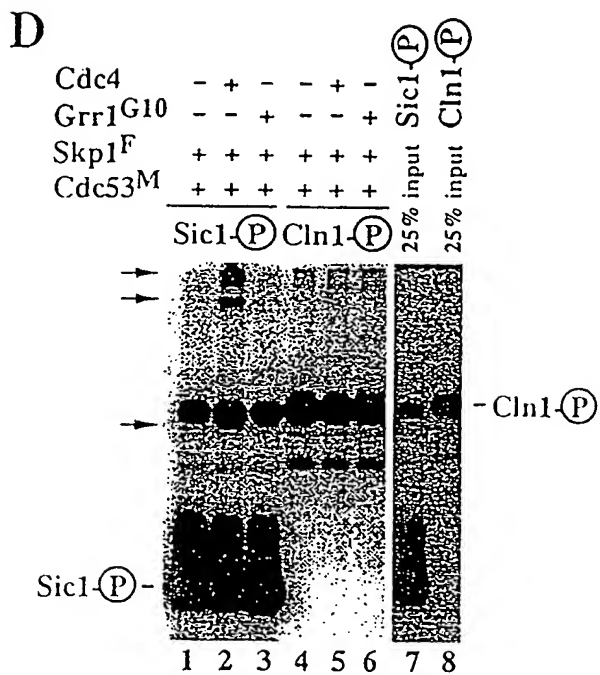 D
Cdc4 - + - - + -
Grr1G10 - - + - - +
Skp1F + + + + + +
Cdc53M + + + + + +
Sic1-P Cln1-P
25% input Sic1-P
25% input Cln1-P
- Cln1-P
Sic1-P -
1 2 3 4 5 6 7 8